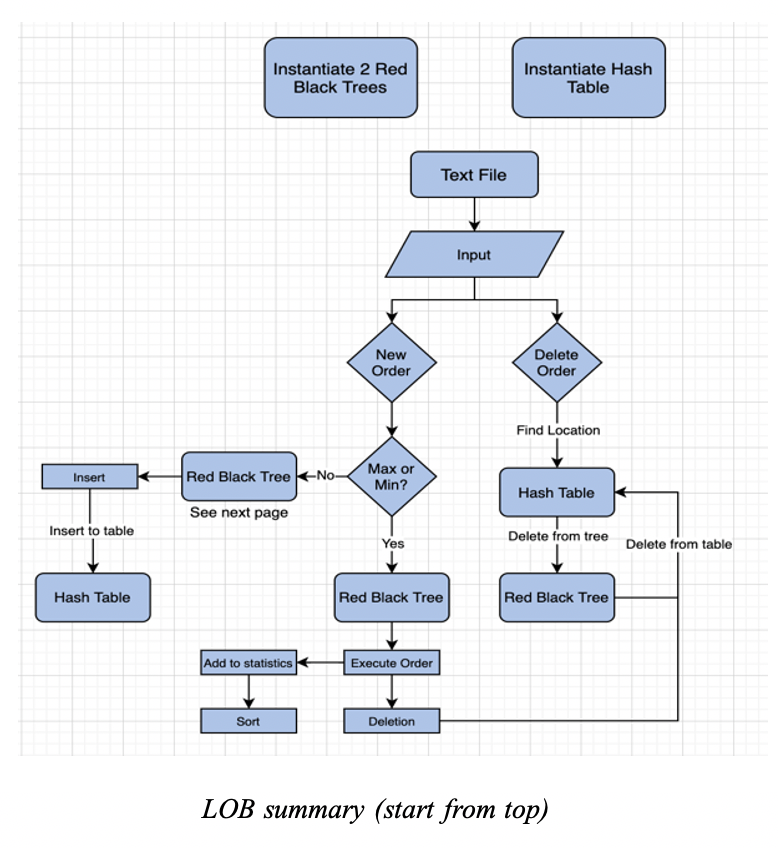 Instantiate 2 Red
Black Trees
Instantiate Hash
Table
Text File
Input
New
Order
Delete
Order
Find Location
Max or
Min?
No
Red Black Tree
Insert
See next page
Insert to table
Hash Table
Yes
Red Black Tree
Execute Order
Add to statistics
Sort
Deletion
Hash Table
Delete from tree
Delete from table
Red Black Tree
LOB summary (start from top)